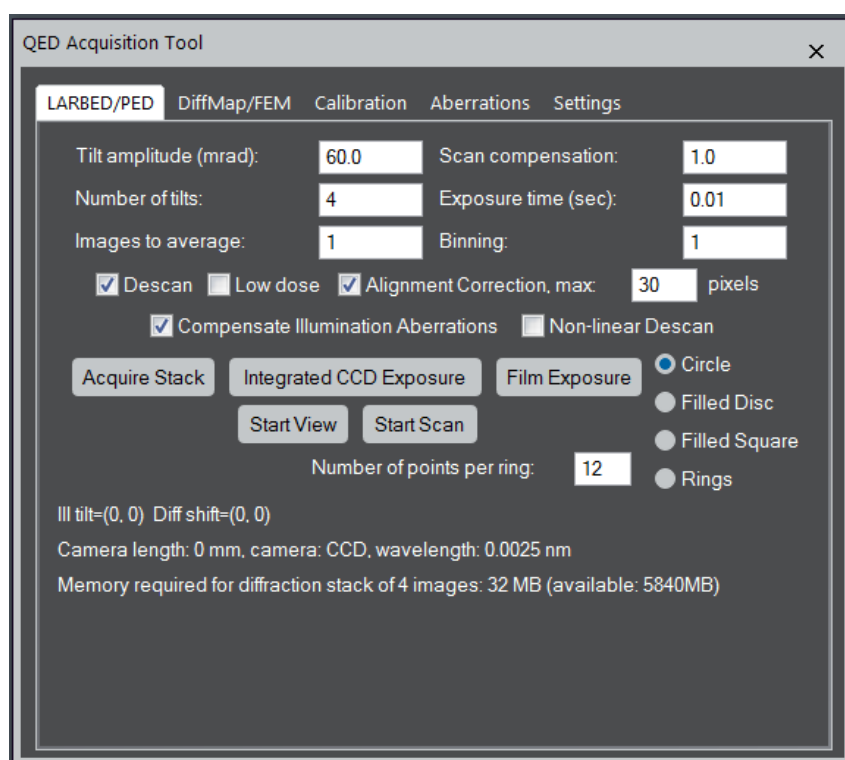 QED Acquisition Tool
LARBED/PED DiffMap/FEM Calibration Aberrations Settings
Tilt amplitude (mrad): 60.0 Scan compensation: 1.0
Number of tilts: 4 Exposure time (sec): 0.01
Images to average: 1 Binning: 1
Descan Low dose Alignment Correction, max: 30 pixels
Compensate Illumination Aberrations Non-linear Descan
Acquire Stack Integrated CCD Exposure Film Exposure Circle
Filled Disc
Start View Start Scan
Filled Square
Number of points per ring: 12
Rings
Ill tilt=(0, 0) Diff shift=(0, 0)
Camera length: 0 mm, camera: CCD, wavelength: 0.0025 nm
Memory required for diffraction stack of 4 images: 32 MB (available: 5840MB)